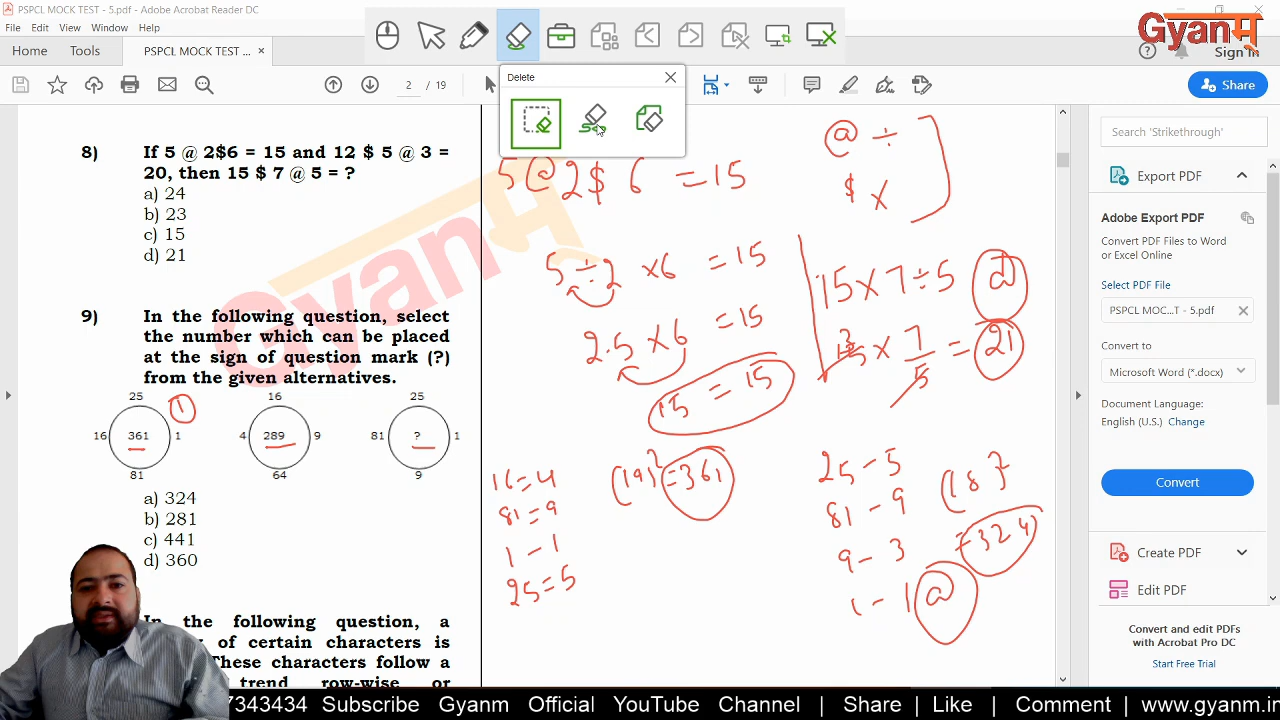 PSPCL MOCK TEST - 5.pdf - Adobe Acrobat Reader DC
File Edit View Window Help
Home Tools PSPCL MOCK TEST ... ×
Gyanम्
Sign In
2 / 19
Share
Delete
8) If 5 @ 2$6 = 15 and 12 $ 5 @ 3 =
20, then 15 $ 7 @ 5 = ?
a) 24
b) 23
c) 15
d) 21
9) In the following question, select
the number which can be placed
at the sign of question mark (?)
from the given alternatives.
25 1 16 25
16 361 1 4 289 9 81 ? 1
81 64 9
a) 324
b) 281
c) 441
d) 360
In the following question, a
of certain characters is
These characters follow a
trend row-wise or
Gyanम्
5 @ 2 $ 6 = 15
@ ÷
$ ×
5 ÷ 2 × 6 = 15
2.5 × 6 = 15
15 = 15
15 × 7 ÷ 5 d
15 × 7/5 = 21
3
16 = 4
81 = 9
1 - 1
25 = 5
(19)² = 361
25 - 5
81 - 9
9 - 3
1 - 1 @
(18)²
= 324
Search 'Strikethrough'
Export PDF
Adobe Export PDF
Convert PDF Files to Word
or Excel Online
Select PDF File
PSPCL MOC...T - 5.pdf
Convert to
Microsoft Word (*.docx)
Document Language:
English (U.S.) Change
Convert
Create PDF
Edit PDF
Convert and edit PDFs
with Acrobat Pro DC
Start Free Trial
7343434 Subscribe Gyanm Official YouTube Channel | Share | Like | Comment | www.gyanm.in